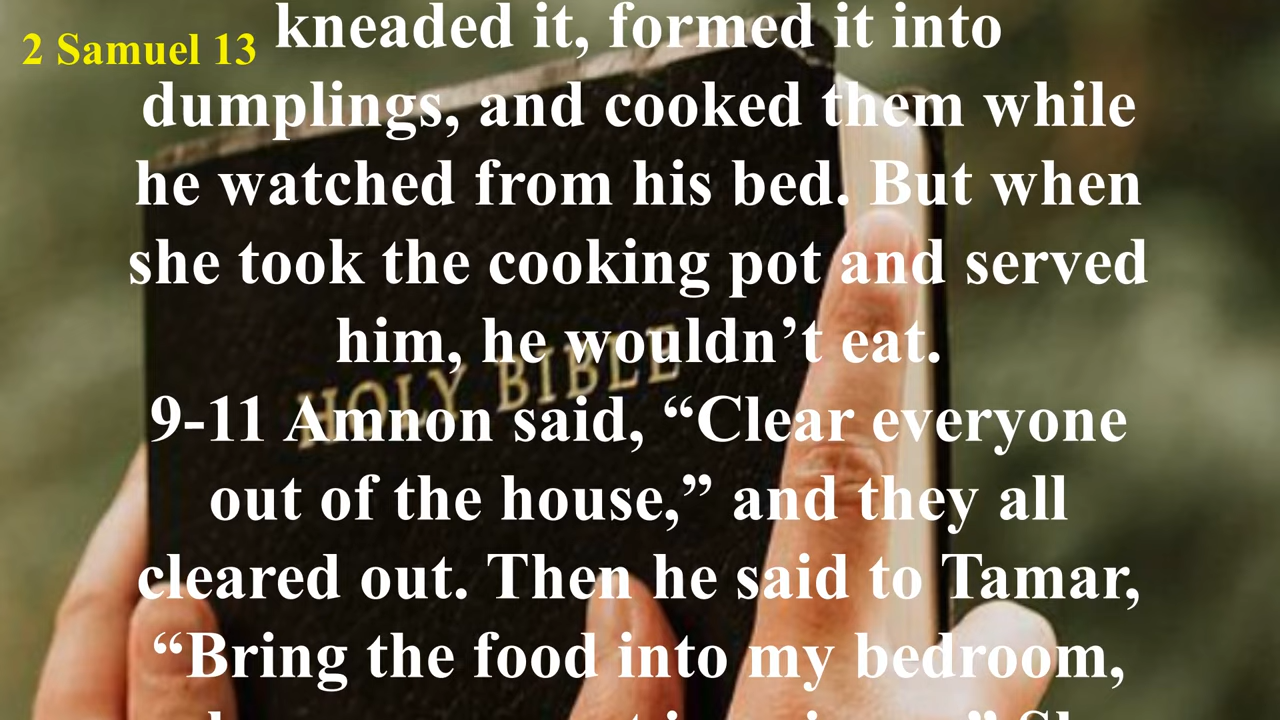 2 Samuel 13
kneaded it, formed it into
dumplings, and cooked them while
he watched from his bed. But when
she took the cooking pot and served
him, he wouldn’t eat.
9-11 Amnon said, “Clear everyone
out of the house,” and they all
cleared out. Then he said to Tamar,
“Bring the food into my bedroom,
HOLY BIBLE